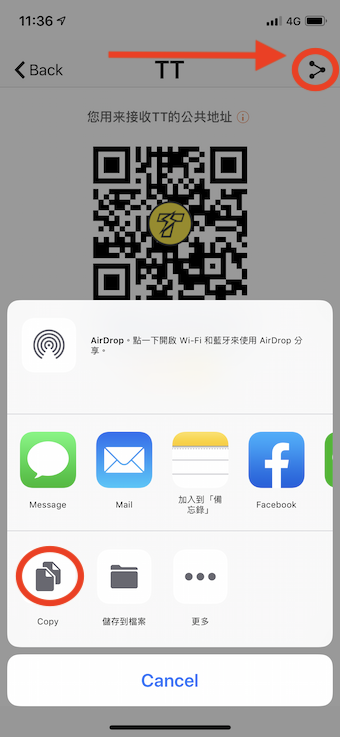 11:36
4G
Back
TT
您用來接收TT的公共地址
AirDrop。點一下開啟 Wi-Fi 和藍牙來使用 AirDrop 分
享。
Message
Mail
加入到「備
忘錄」
Facebook
Copy
儲存到檔案
更多
Cancel